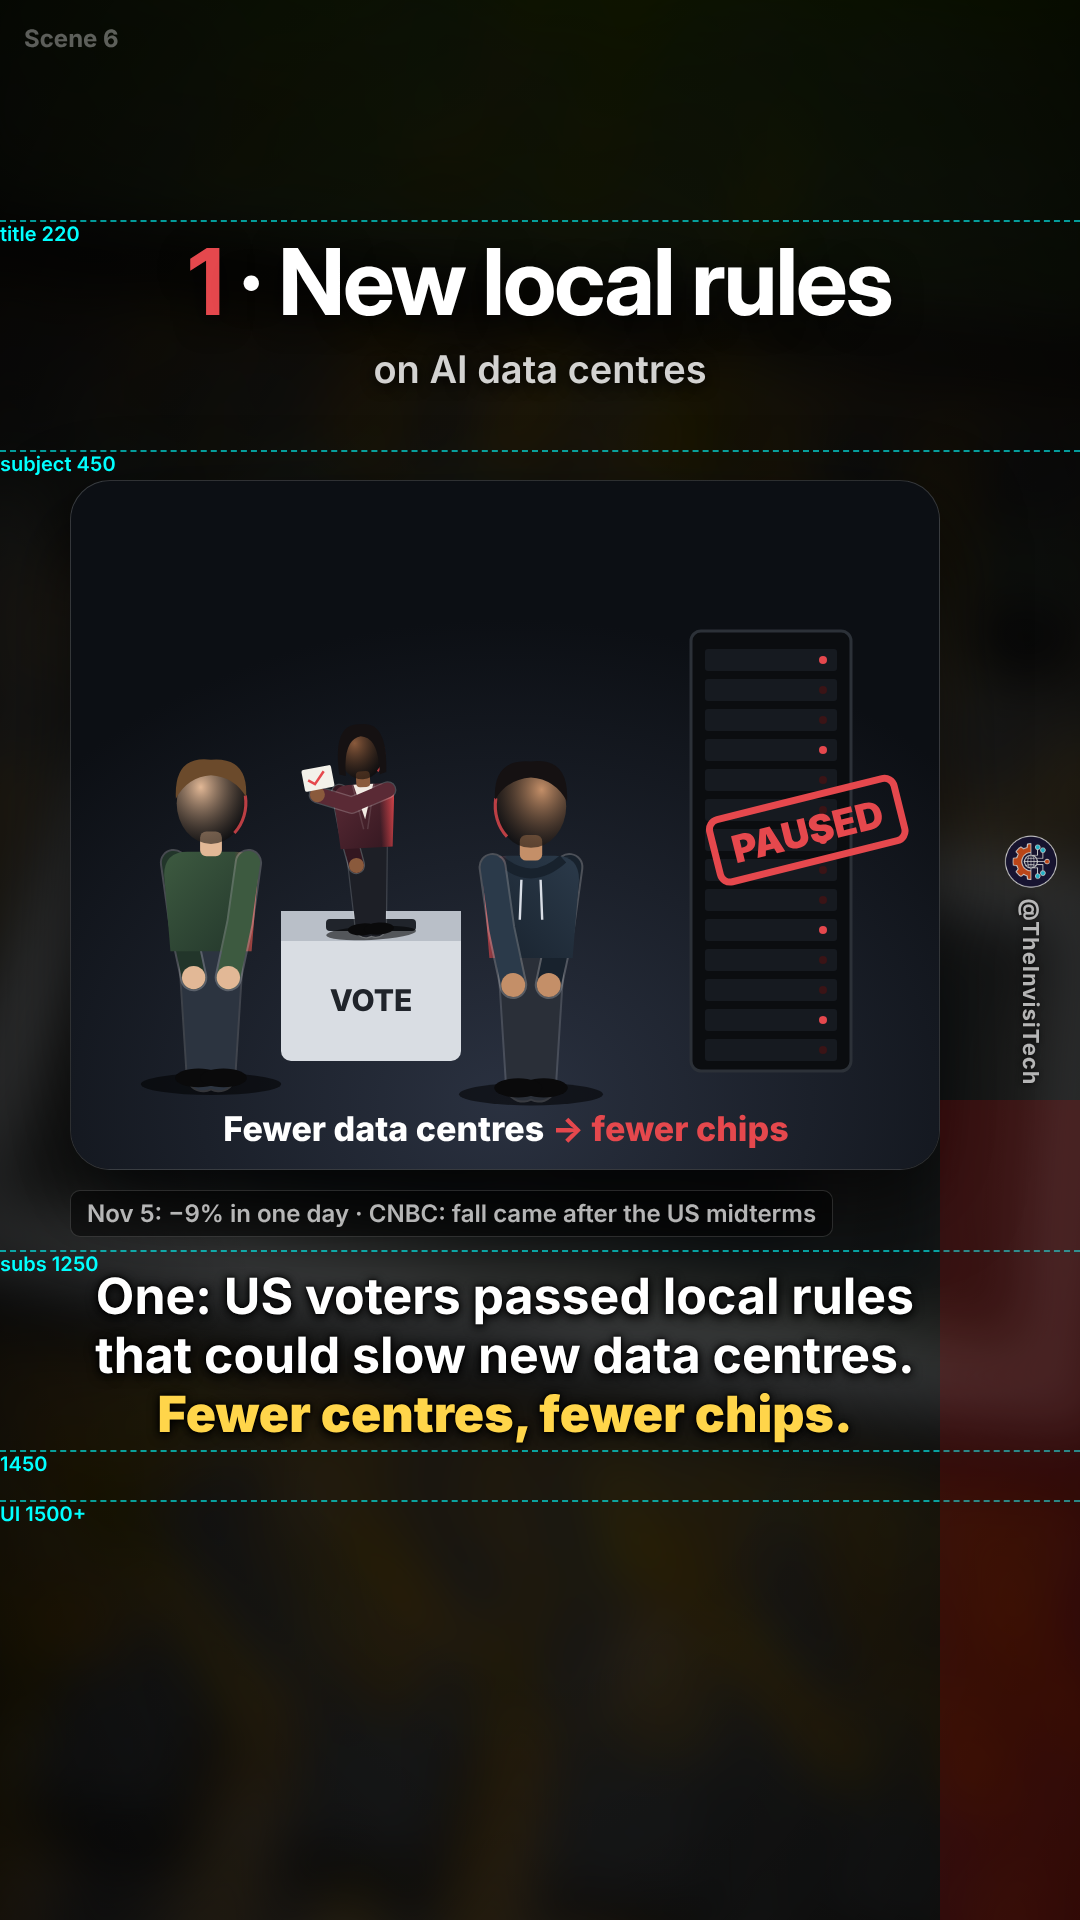 Scene 6
title 220
1 · New local rules
on AI data centres
subject 450
PAUSED
VOTE
@TheInvisiTech
Fewer data centres → fewer chips
Nov 5: −9% in one day · CNBC: fall came after the US midterms
subs 1250
One: US voters passed local rules
that could slow new data centres.
Fewer centres, fewer chips.
1450
UI 1500+